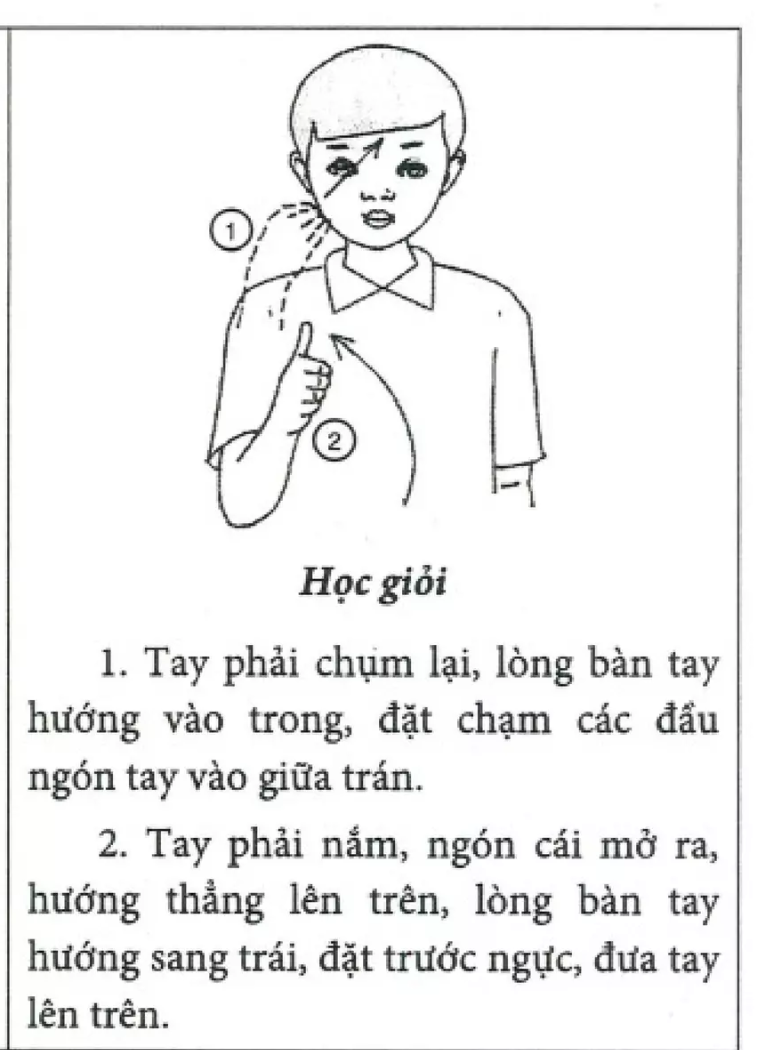 1
2
Học giỏi
1. Tay phải chụm lại, lòng bàn tay
hướng vào trong, đặt chạm các đầu
ngón tay vào giữa trán.
2. Tay phải nắm, ngón cái mở ra,
hướng thẳng lên trên, lòng bàn tay
hướng sang trái, đặt trước ngực, đưa tay
lên trên.